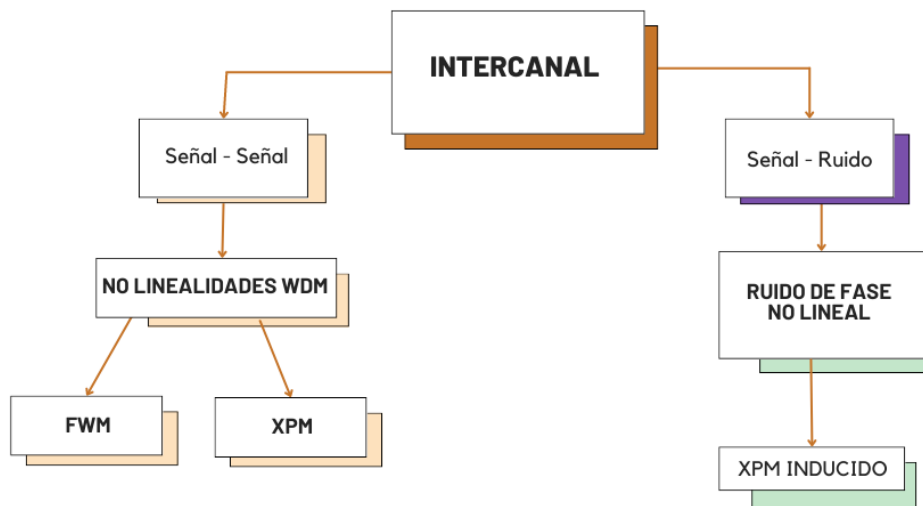 INTERCANAL
Señal - Señal
Señal - Ruido
NO LINEALIDADES WDM
RUIDO DE FASE
NO LINEAL
FWM
XPM
XPM INDUCIDO